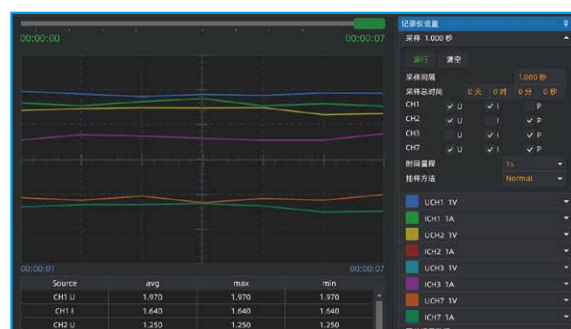 记录仪设置
采样 1.000 秒
00:00:00
00:00:07
运行 清空
采样间隔 1.000 秒
采样总时间 0 天 0 时 0 分 0 秒
CH1 U I P
CH2 U I P
CH3 U I P
CH7 U I P
时间量程 1s
抽样方法 Normal
UCH1 1V
ICH1 1A
UCH2 1V
ICH2 1A
UCH3 1V
ICH3 1A
UCH7 1V
ICH7 1A
00:00:01
00:00:07
Source avg max min
CH1 U 1.970 1.970 1.970
CH1 I 1.640 1.640 1.640
CH2 U 1.250 1.250 1.250